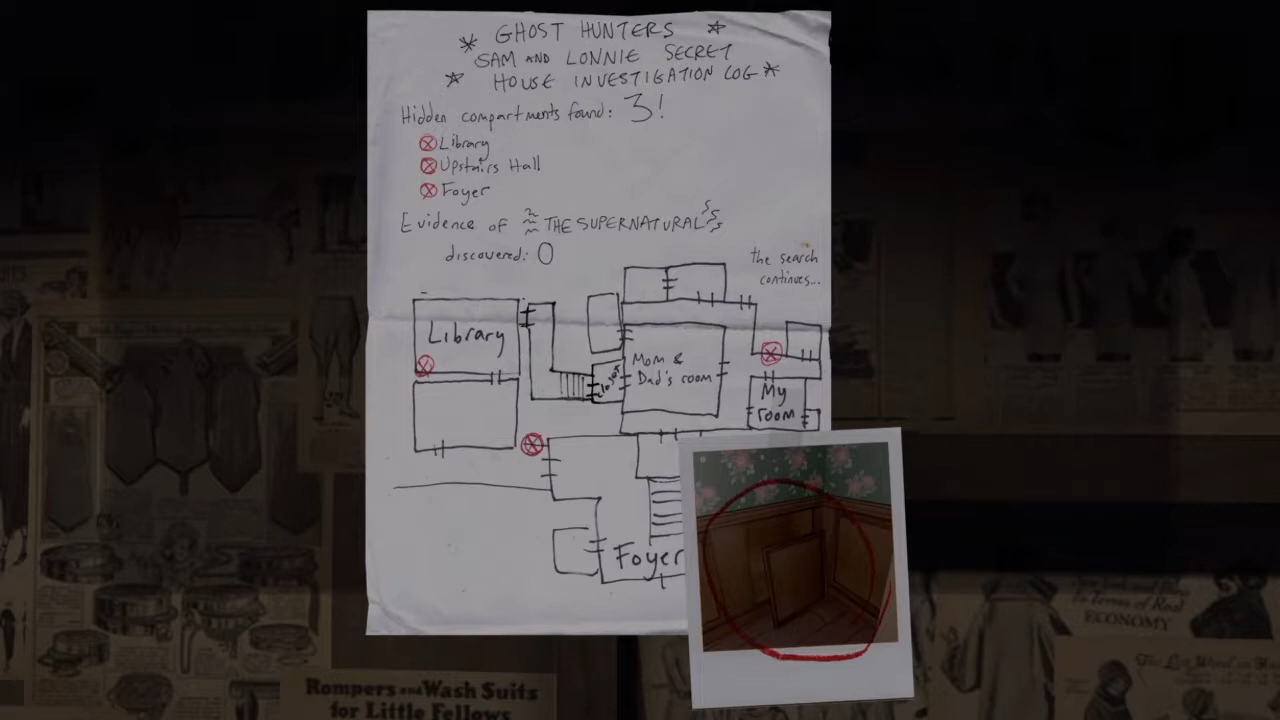 GHOST HUNTERS
SAM AND LONNIE SECRET
HOUSE INVESTIGATION LOG
Hidden compartments found: 3!
Library
Upstairs Hall
Foyer
Evidence of THE SUPERNATURAL
discovered: 0
the search
continues...
Library
Mom &
Dad's room
closet
My
room
Foyer
ECONOMY
Rompers and Wash Suits
for Little Fellows